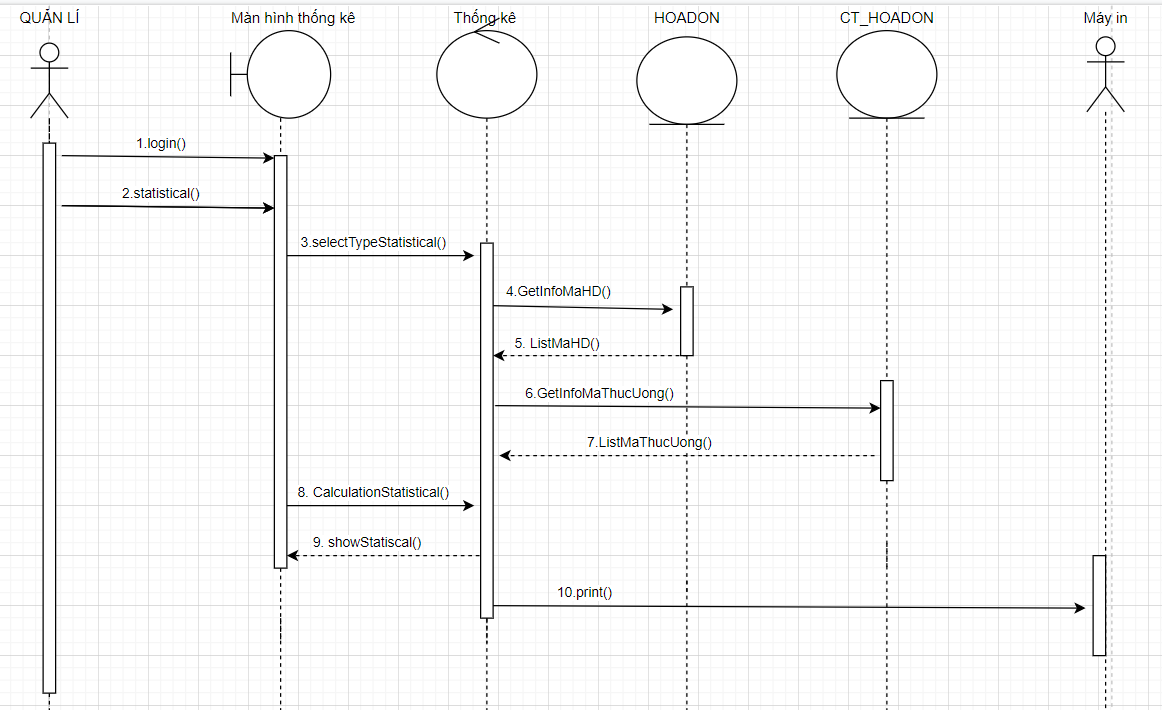 QUẢN LÍ
Màn hình thống kê
Thống kê
HOADON
CT_HOADON
Máy in
1.login()
2.statistical()
3.selectTypeStatistical()
4.GetInfoMaHD()
5. ListMaHD()
6.GetInfoMaThucUong()
7.ListMaThucUong()
8. CalculationStatistical()
9. showStatiscal()
10.print()